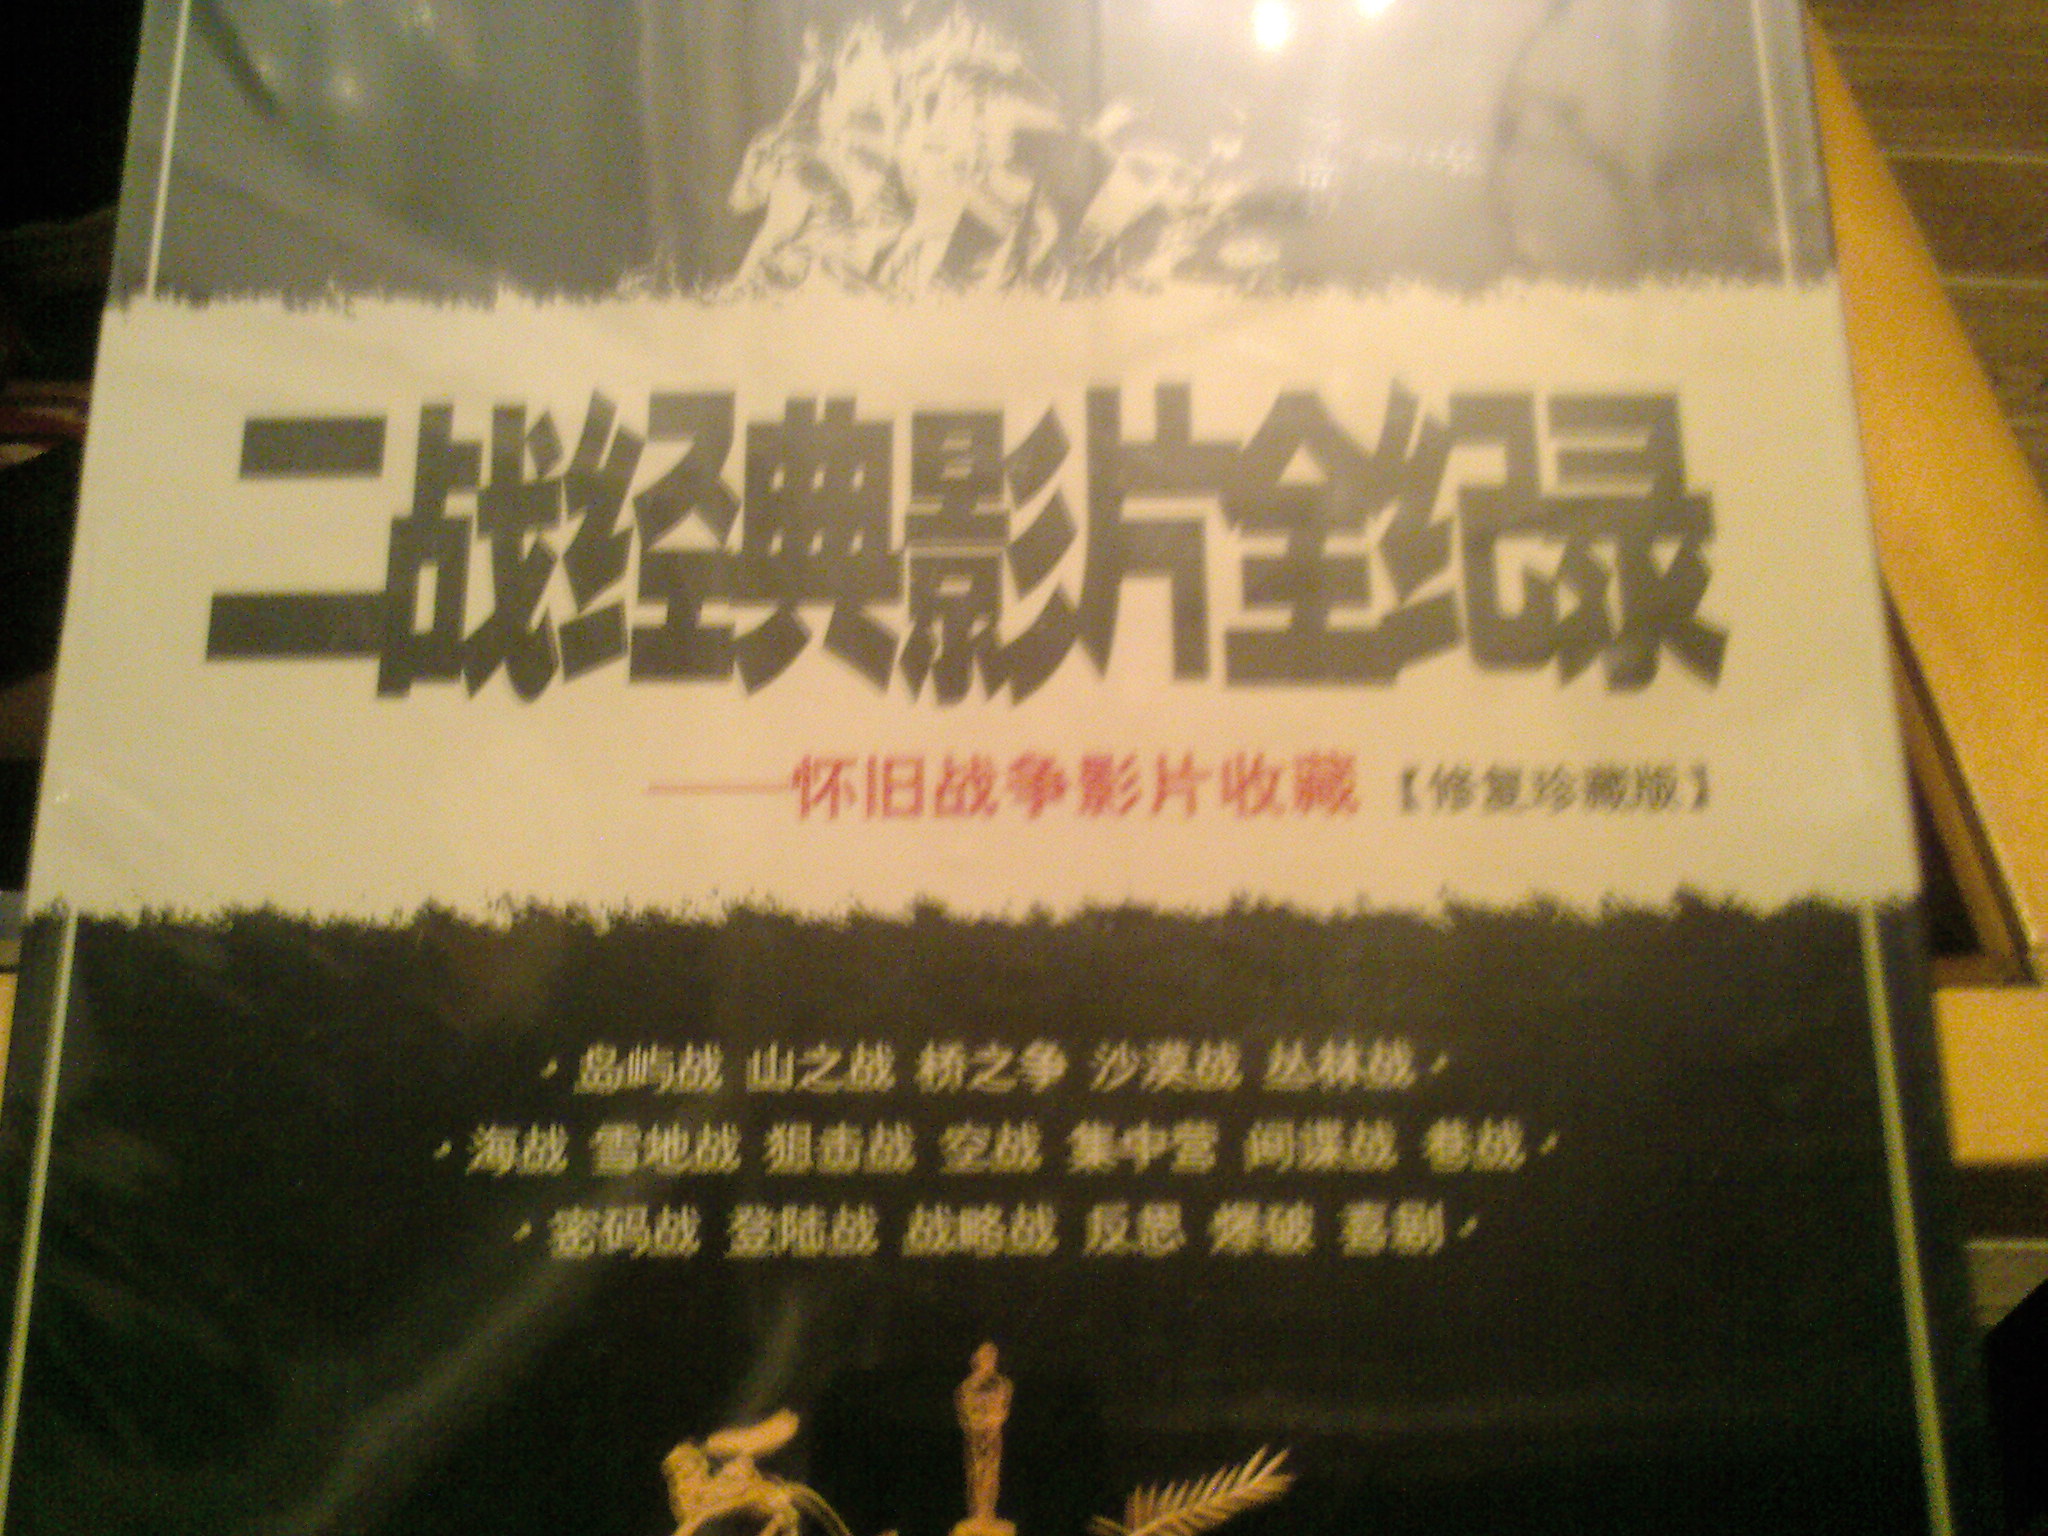 二战经典影片全纪录
——怀旧战争影片收藏【修复珍藏版】
岛屿战 山之战 桥之争 沙漠战 丛林战
海战 雪地战 狙击战 空战 集中营 间谍战 巷战
密码战 登陆战 战略战 反思 爆破 喜剧